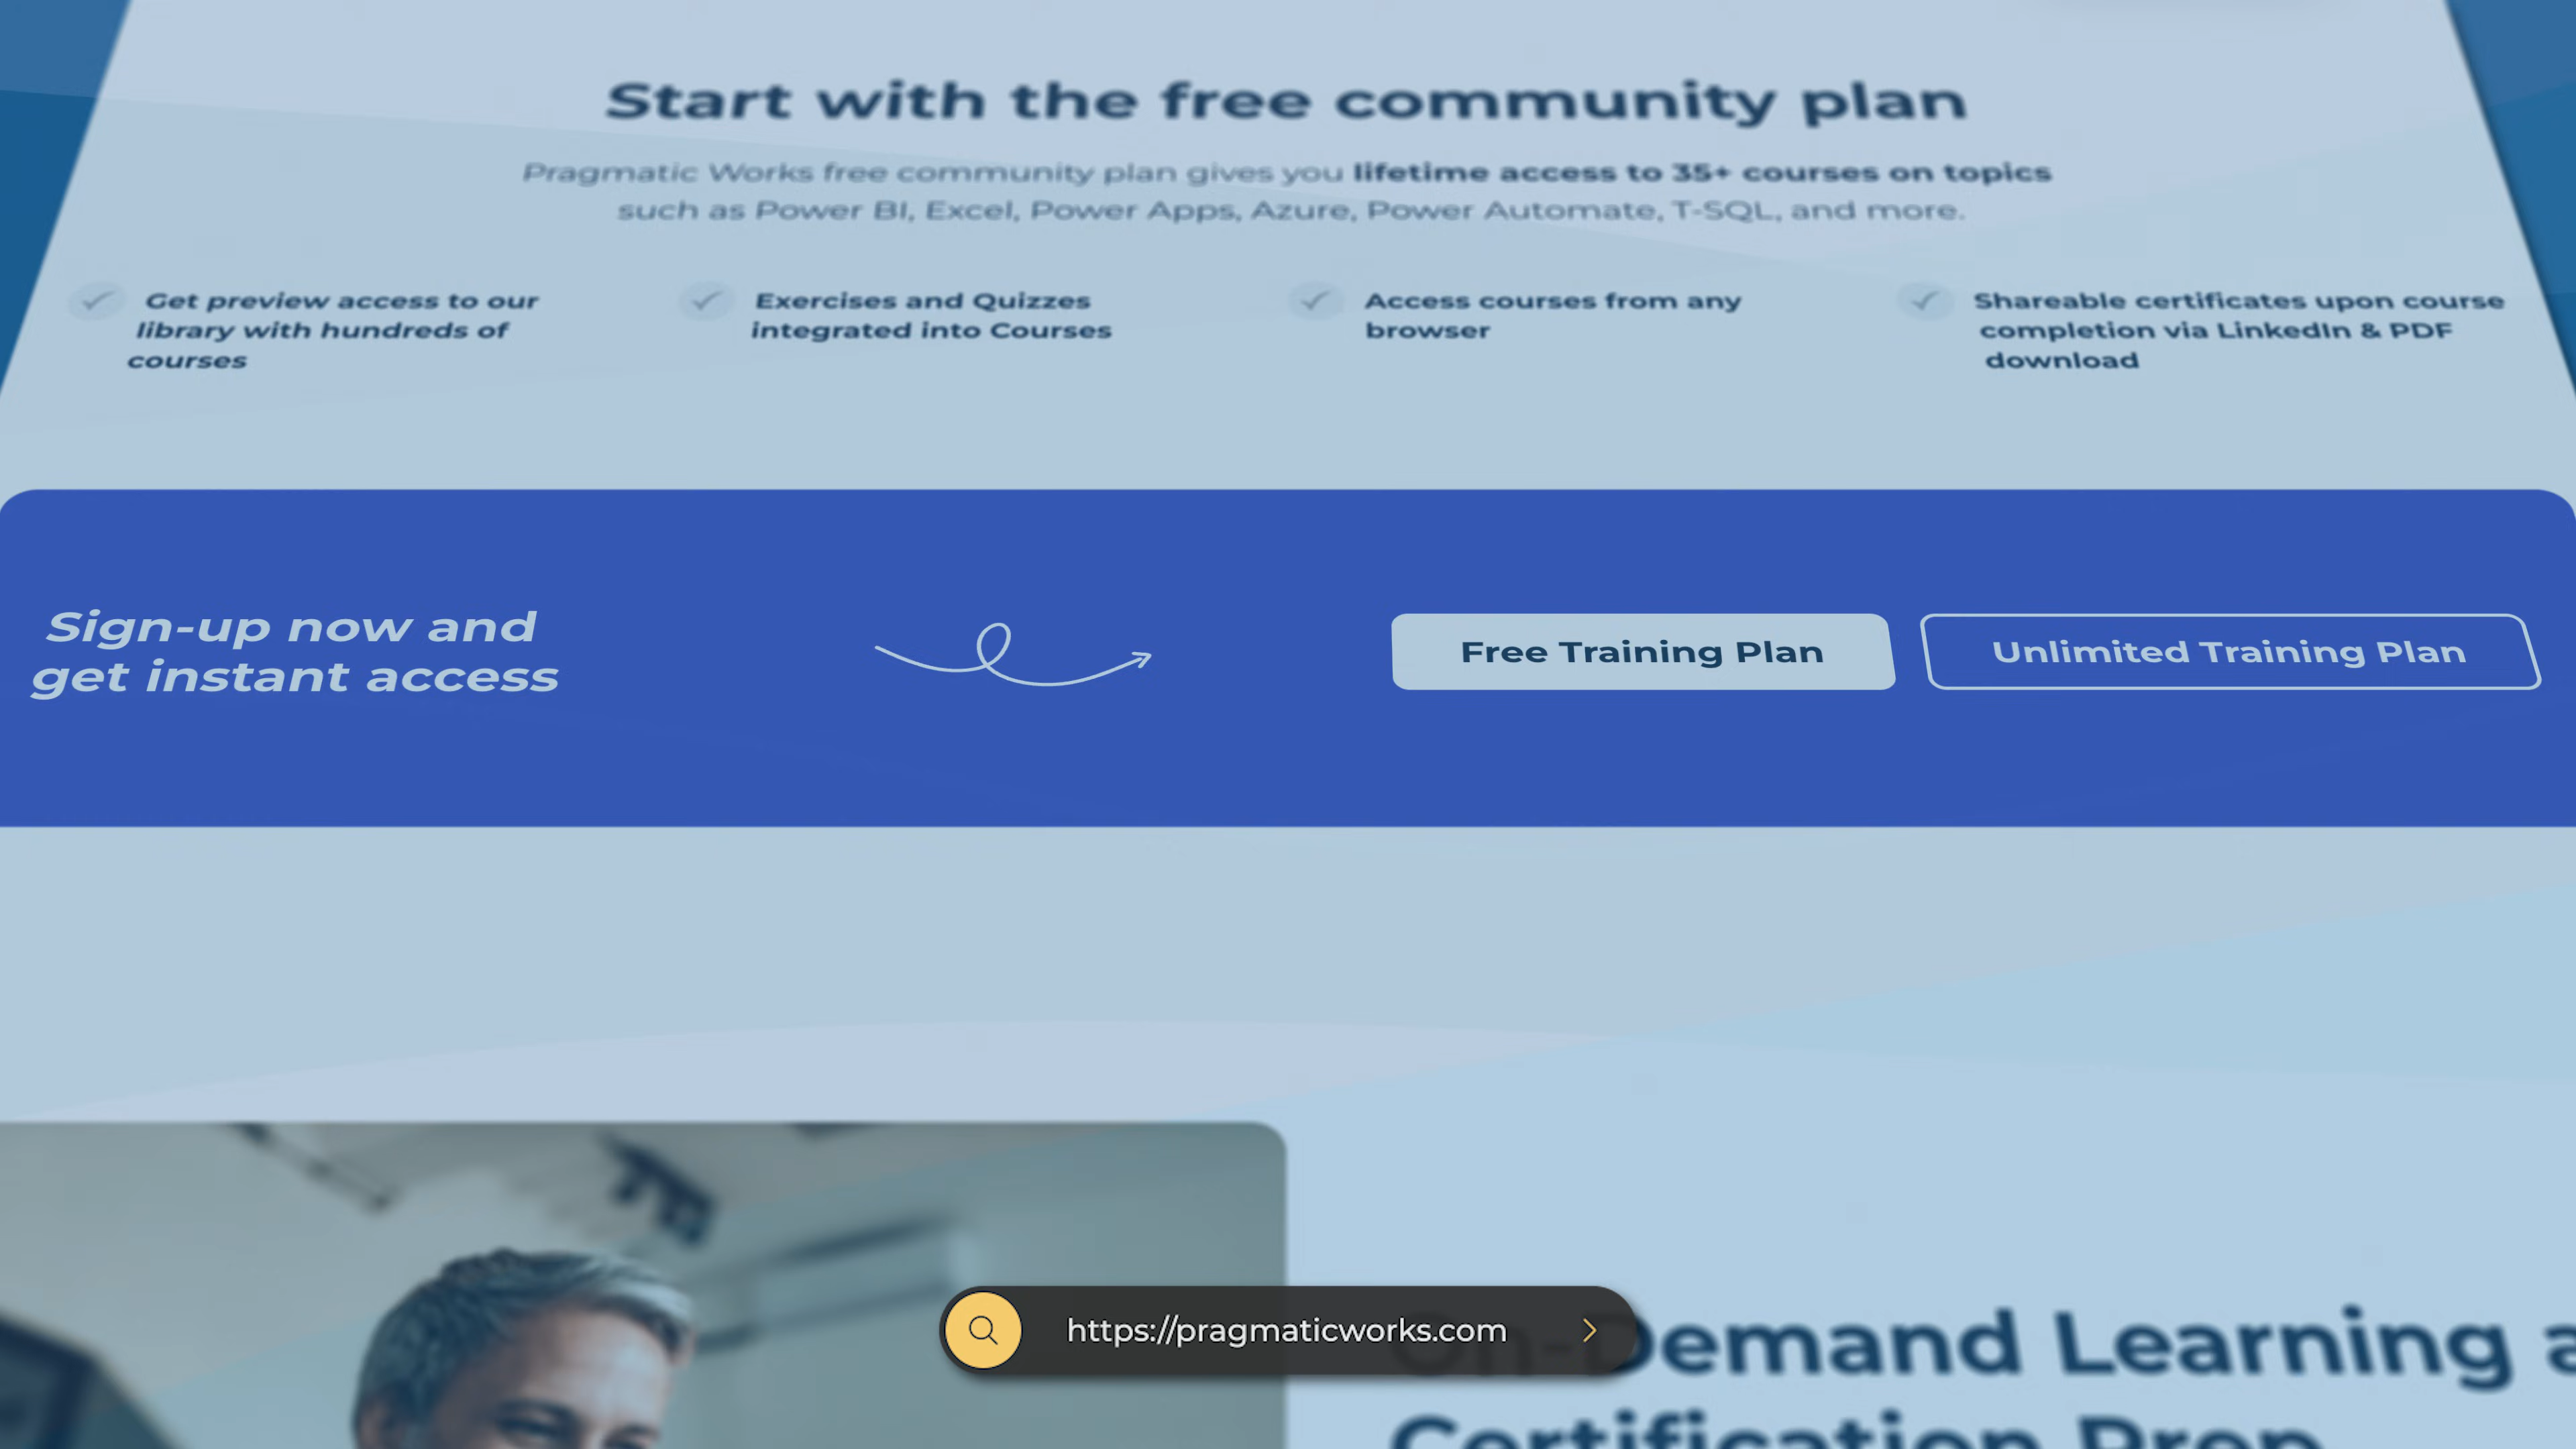 Start with the free community plan
Pragmatic Works free community plan gives you lifetime access to 35+ courses on topics
such as Power BI, Excel, Power Apps, Azure, Power Automate, T-SQL, and more.
Get preview access to our
library with hundreds of
courses
Exercises and Quizzes
integrated into Courses
Access courses from any
browser
Shareable certificates upon course
completion via LinkedIn & PDF
download
Sign-up now and
get instant access
Free Training Plan
Unlimited Training Plan
https://pragmaticworks.com
On-Demand Learning a
Certification Prep